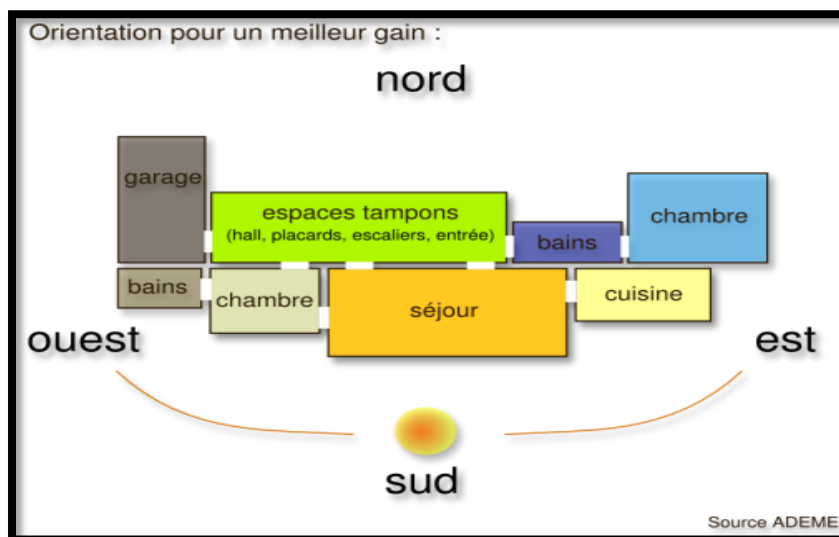 Orientation pour un meilleur gain :
nord
garage
espaces tampons
(hall, placards, escaliers, entrée)
bains
chambre
bains
chambre
séjour
cuisine
ouest
est
sud
Source ADEME